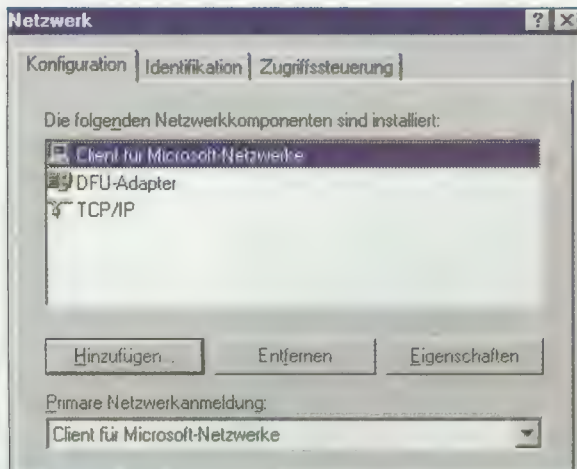 Netzwerk
Konfiguration
Identifikation
Zugriffssteuerung
Die folgenden Netzwerkkomponenten sind installiert:
Client für Microsoft-Netzwerke
DFÜ-Adapter
TCP/IP
Hinzufügen...
Entfernen
Eigenschaften
Primäre Netzwerkanmeldung:
Client für Microsoft-Netzwerke